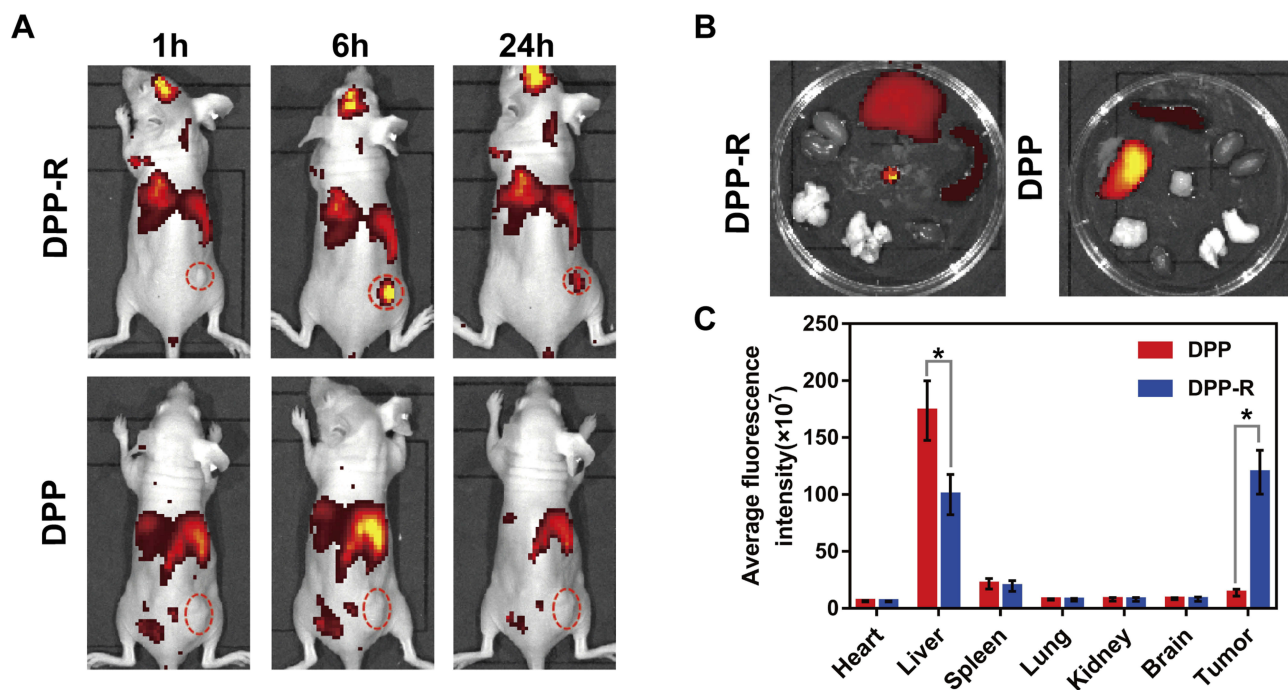 A
1h 6h 24h
DPP-R
DPP
B
DPP-R
DPP
C
Average fluorescence
intensity(×10⁷)
250
200
150
100
50
0
DPP
DPP-R
*
*
Heart Liver Spleen Lung Kidney Brain Tumor